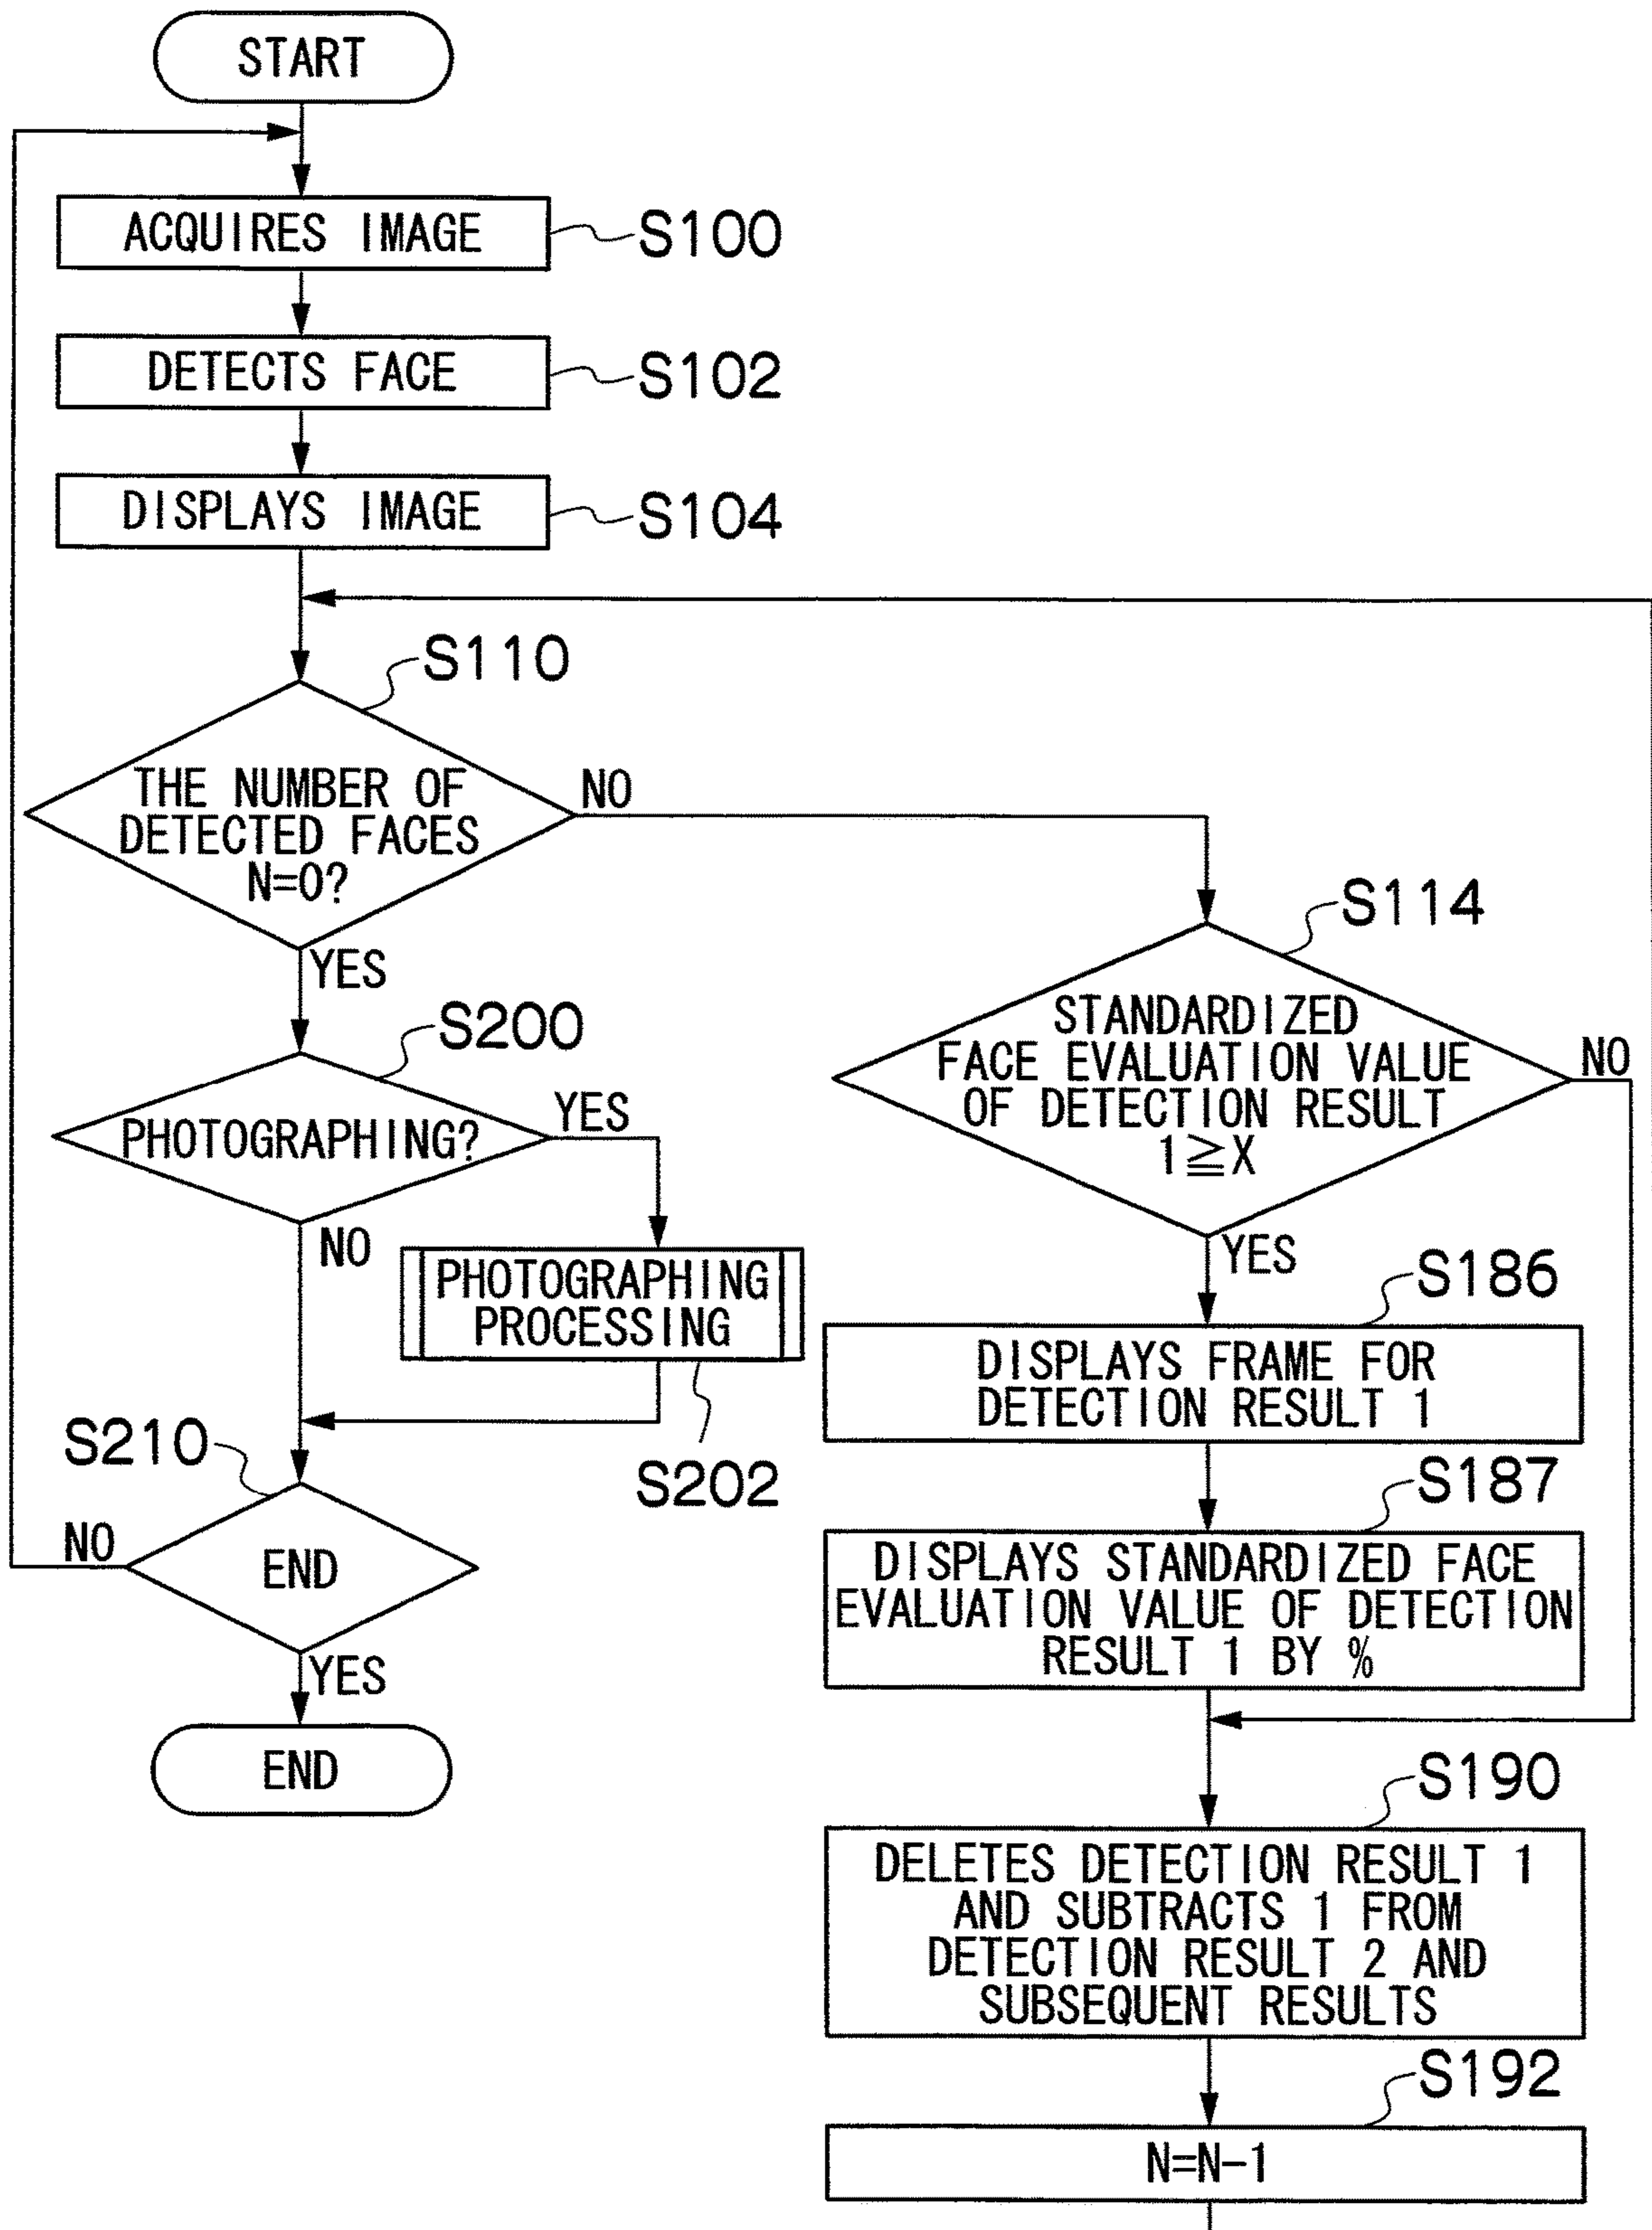 START
ACQUIRES IMAGE
S100
DETECTS FACE
S102
DISPLAYS IMAGE
S104
S110
THE NUMBER OF
DETECTED FACES
N=0?
NO
YES
S200
PHOTOGRAPHING?
YES
NO
PHOTOGRAPHING
PROCESSING
S202
S210
END
NO
YES
END
S114
STANDARDIZED
FACE EVALUATION VALUE
OF DETECTION RESULT
1≧X
NO
YES
S186
DISPLAYS FRAME FOR
DETECTION RESULT 1
S187
DISPLAYS STANDARDIZED FACE
EVALUATION VALUE OF DETECTION
RESULT 1 BY %
S190
DELETES DETECTION RESULT 1
AND SUBTRACTS 1 FROM
DETECTION RESULT 2 AND
SUBSEQUENT RESULTS
S192
N=N-1